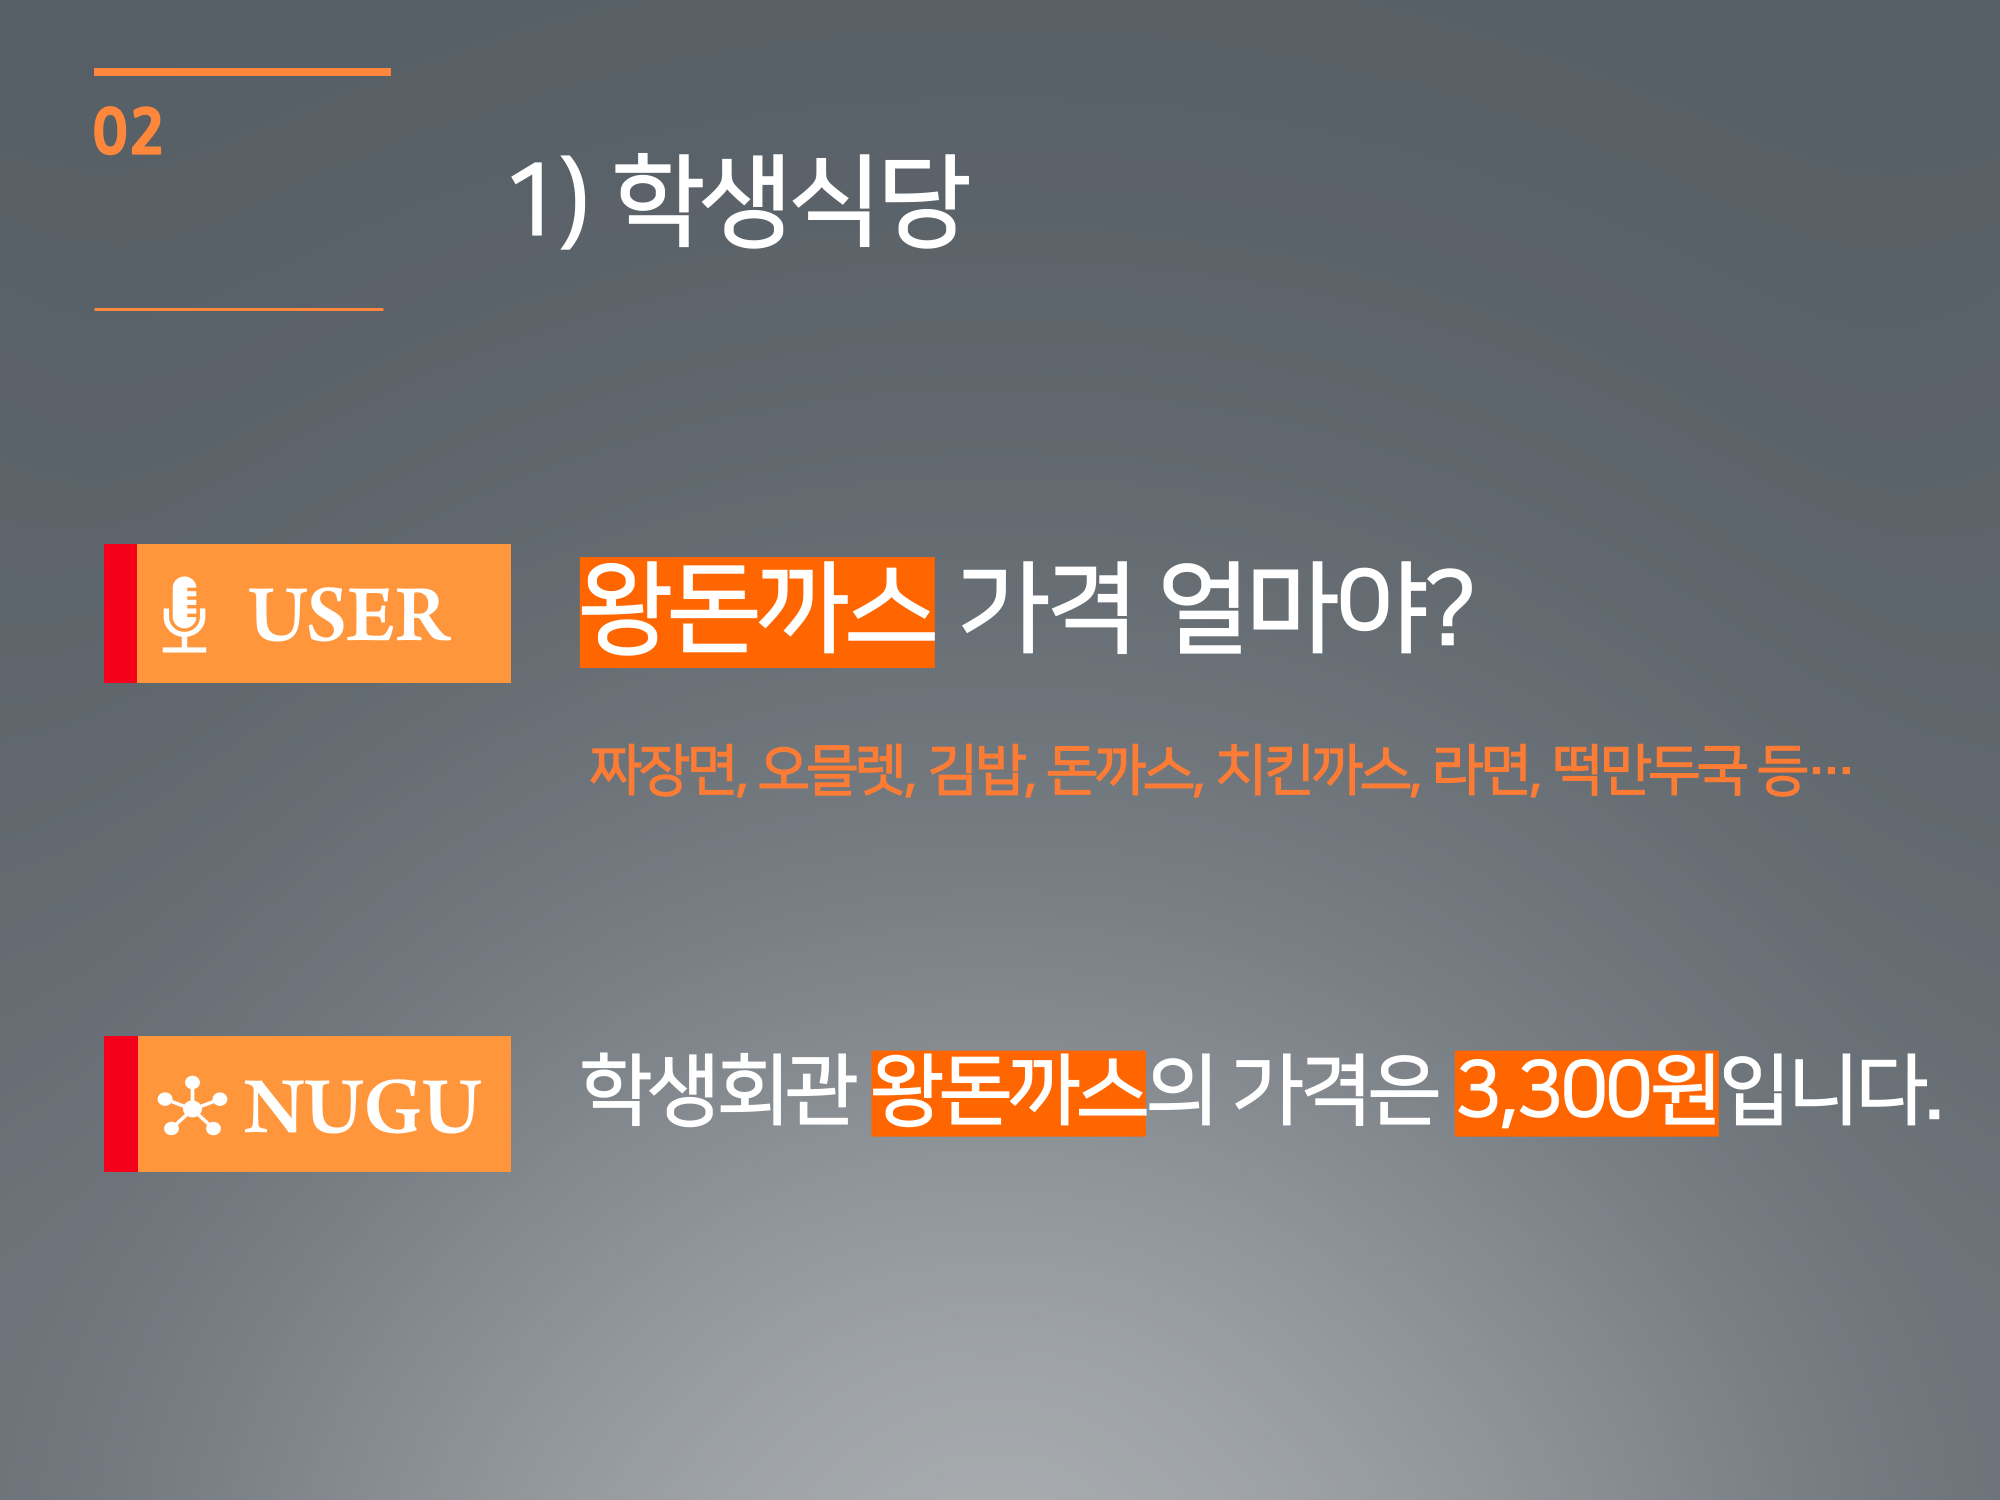 02
1) 학생식당
USER
왕돈까스 가격 얼마야?
짜장면, 오믈렛, 김밥, 돈까스, 치킨까스, 라면, 떡만두국 등…
NUGU
학생회관 왕돈까스의 가격은 3,300원입니다.